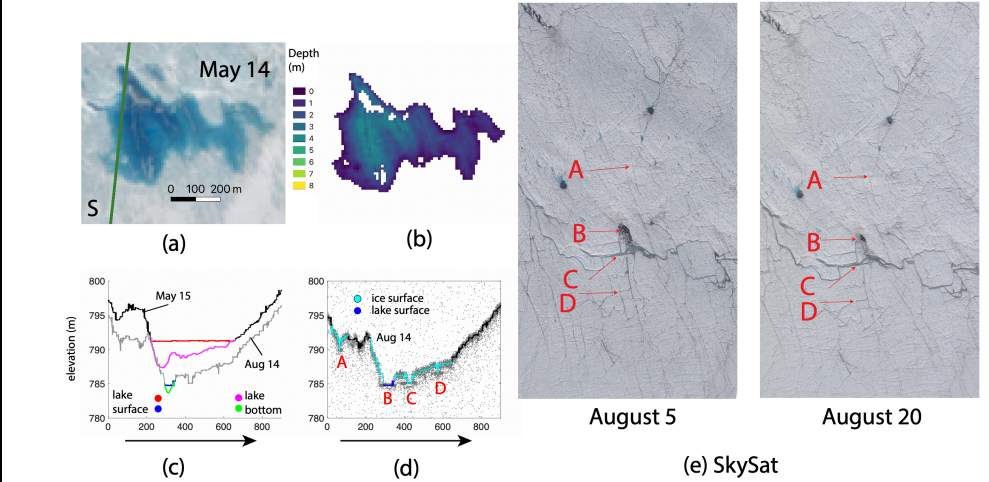 May 14
S
0 100 200 m
(a)
Depth
(m)
0
1
2
3
4
5
6
7
8
(b)
A
B
C
D
August 5
A
B
C
D
August 20
(e) SkySat
elevation (m)
800
795
790
785
780
0 200 400 600 800
May 15
Aug 14
lake
surface
lake
bottom
(c)
800
795
790
785
780
0 200 400 600 800
ice surface
lake surface
Aug 14
A
B
C
D
(d)